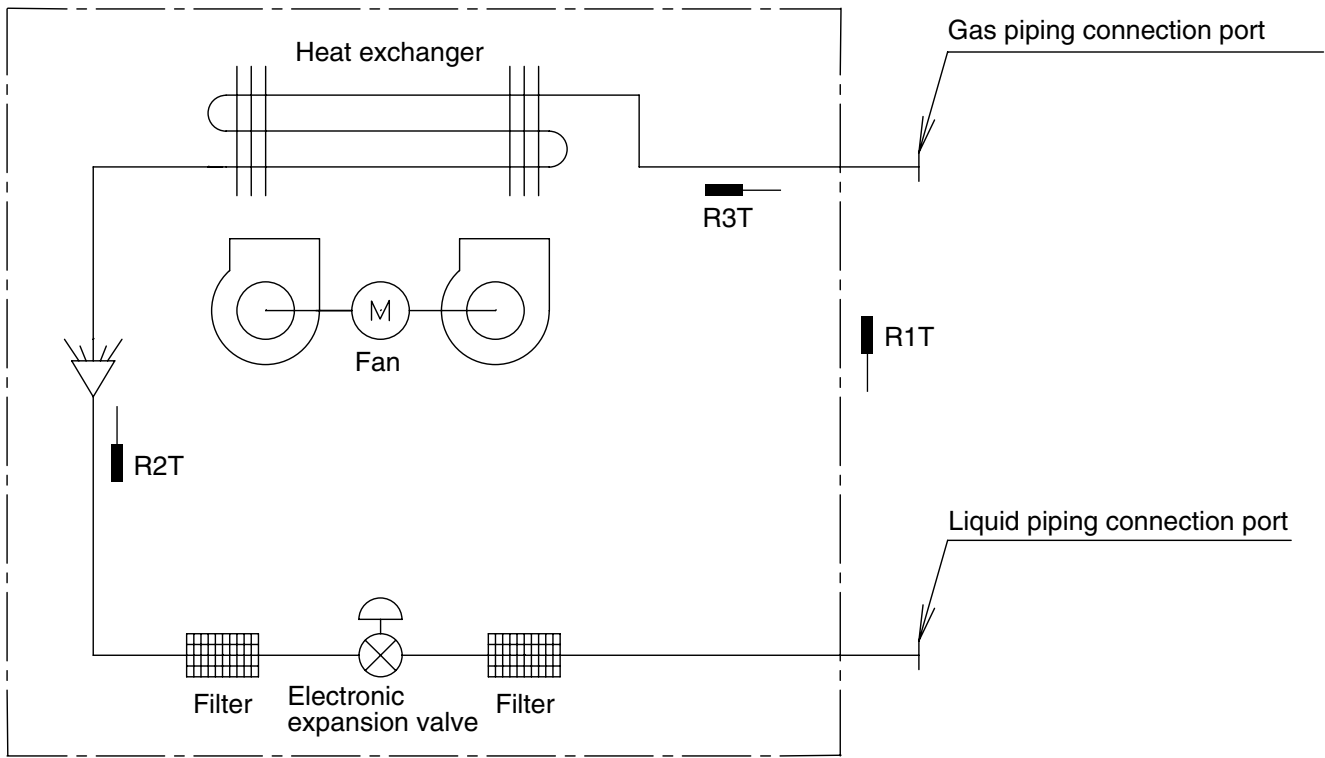 Gas piping connection port
Heat exchanger
R3T
M
Fan
R1T
R2T
Liquid piping connection port
Filter
Electronic
expansion valve
Filter